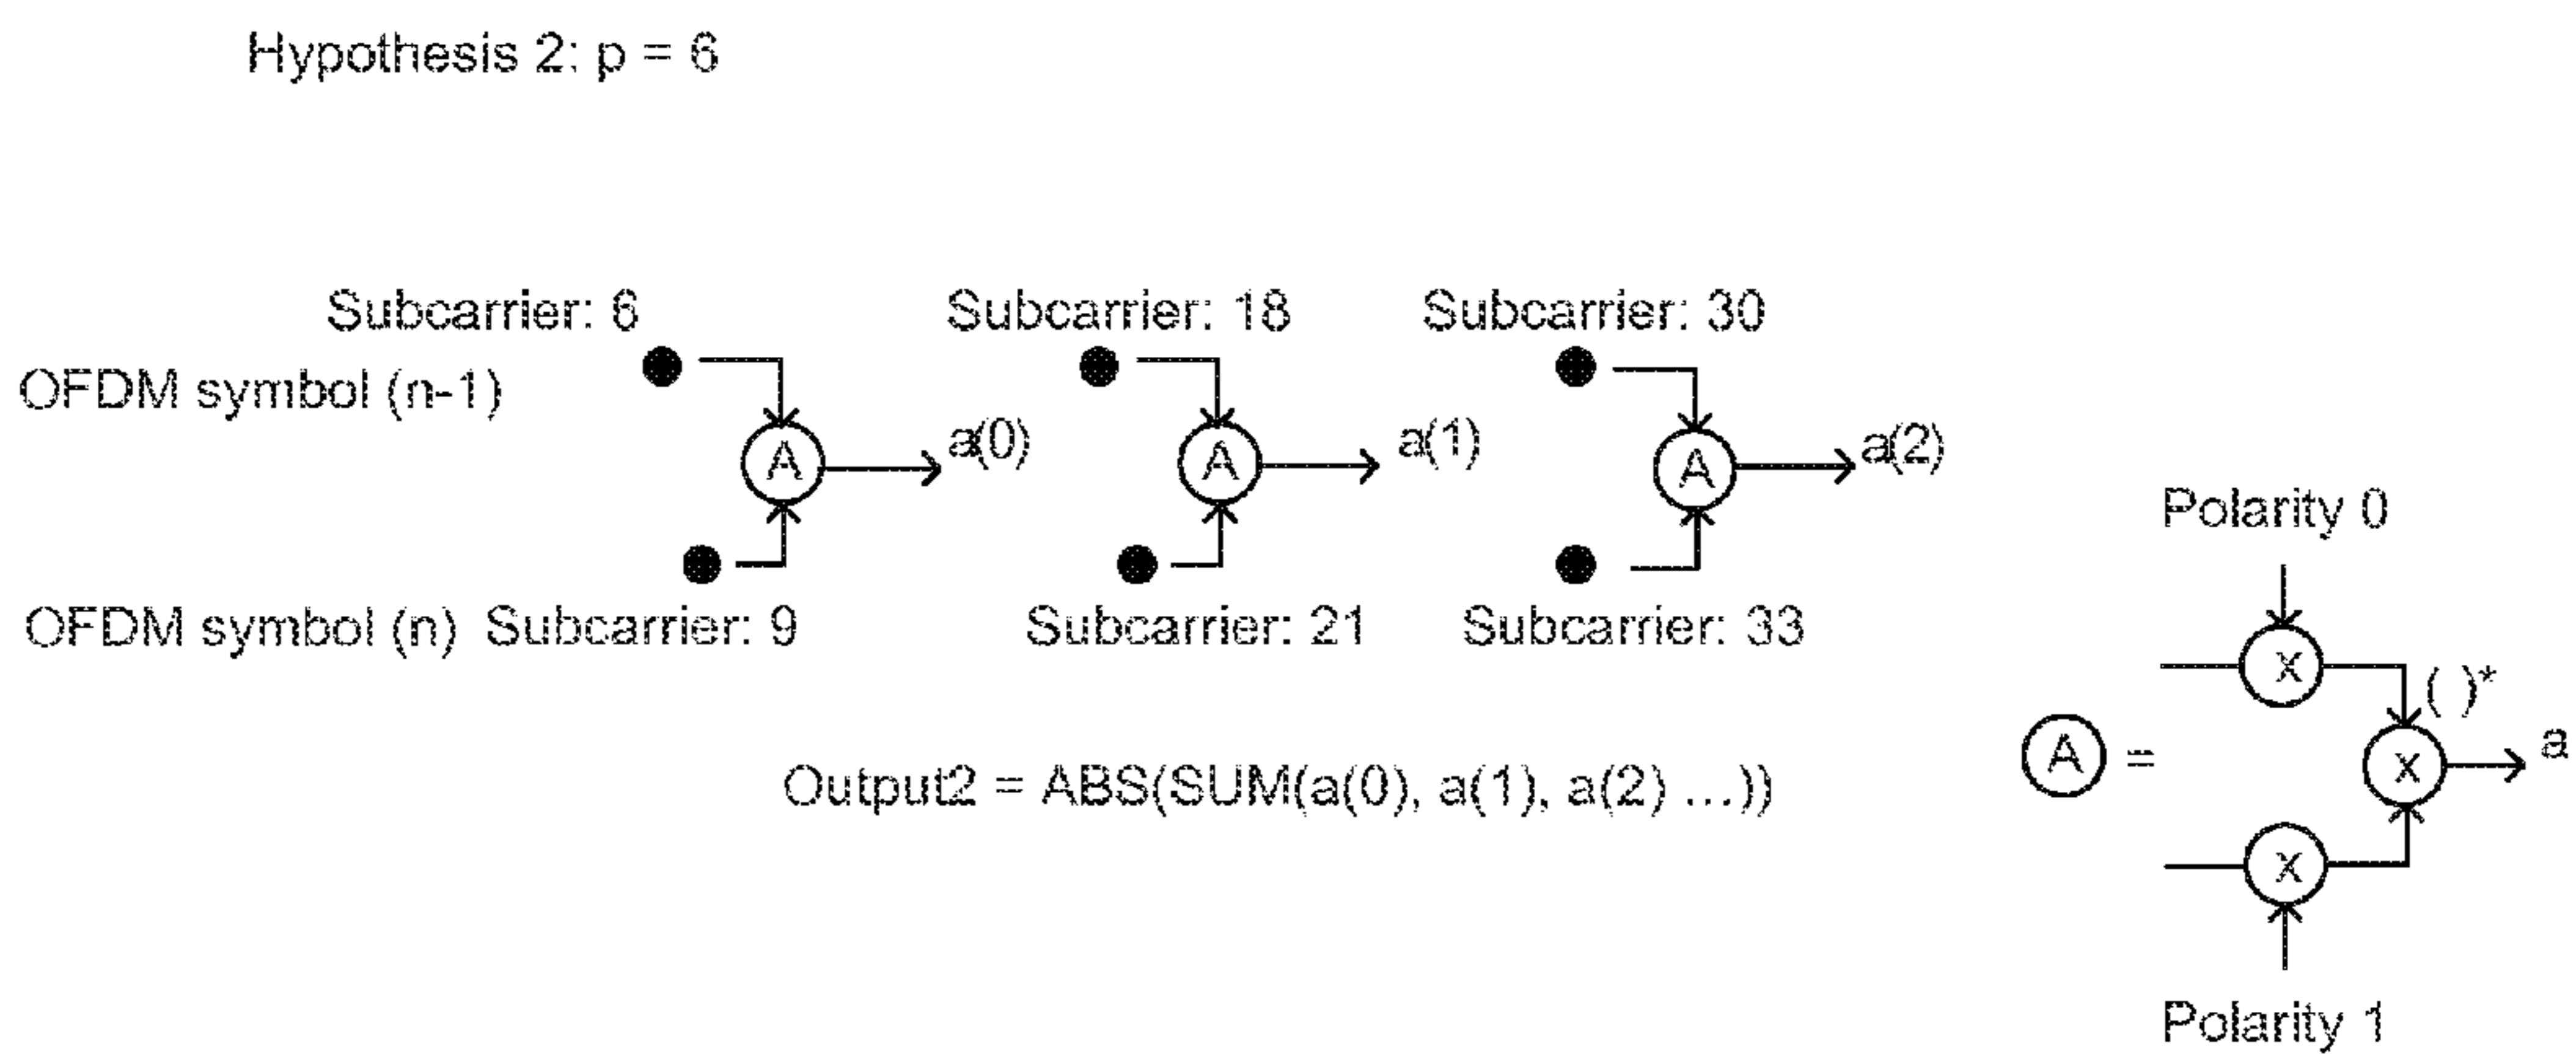 Hypothesis 2: p = 6
Subcarrier: 6
Subcarrier: 18
Subcarrier: 30
OFDM symbol (n-1)
A
a(0)
A
a(1)
A
a(2)
OFDM symbol (n)
Subcarrier: 9
Subcarrier: 21
Subcarrier: 33
Output2 = ABS(SUM(a(0), a(1), a(2) ...))
Polarity 0
x
( )*
A =
x
a
x
Polarity 1